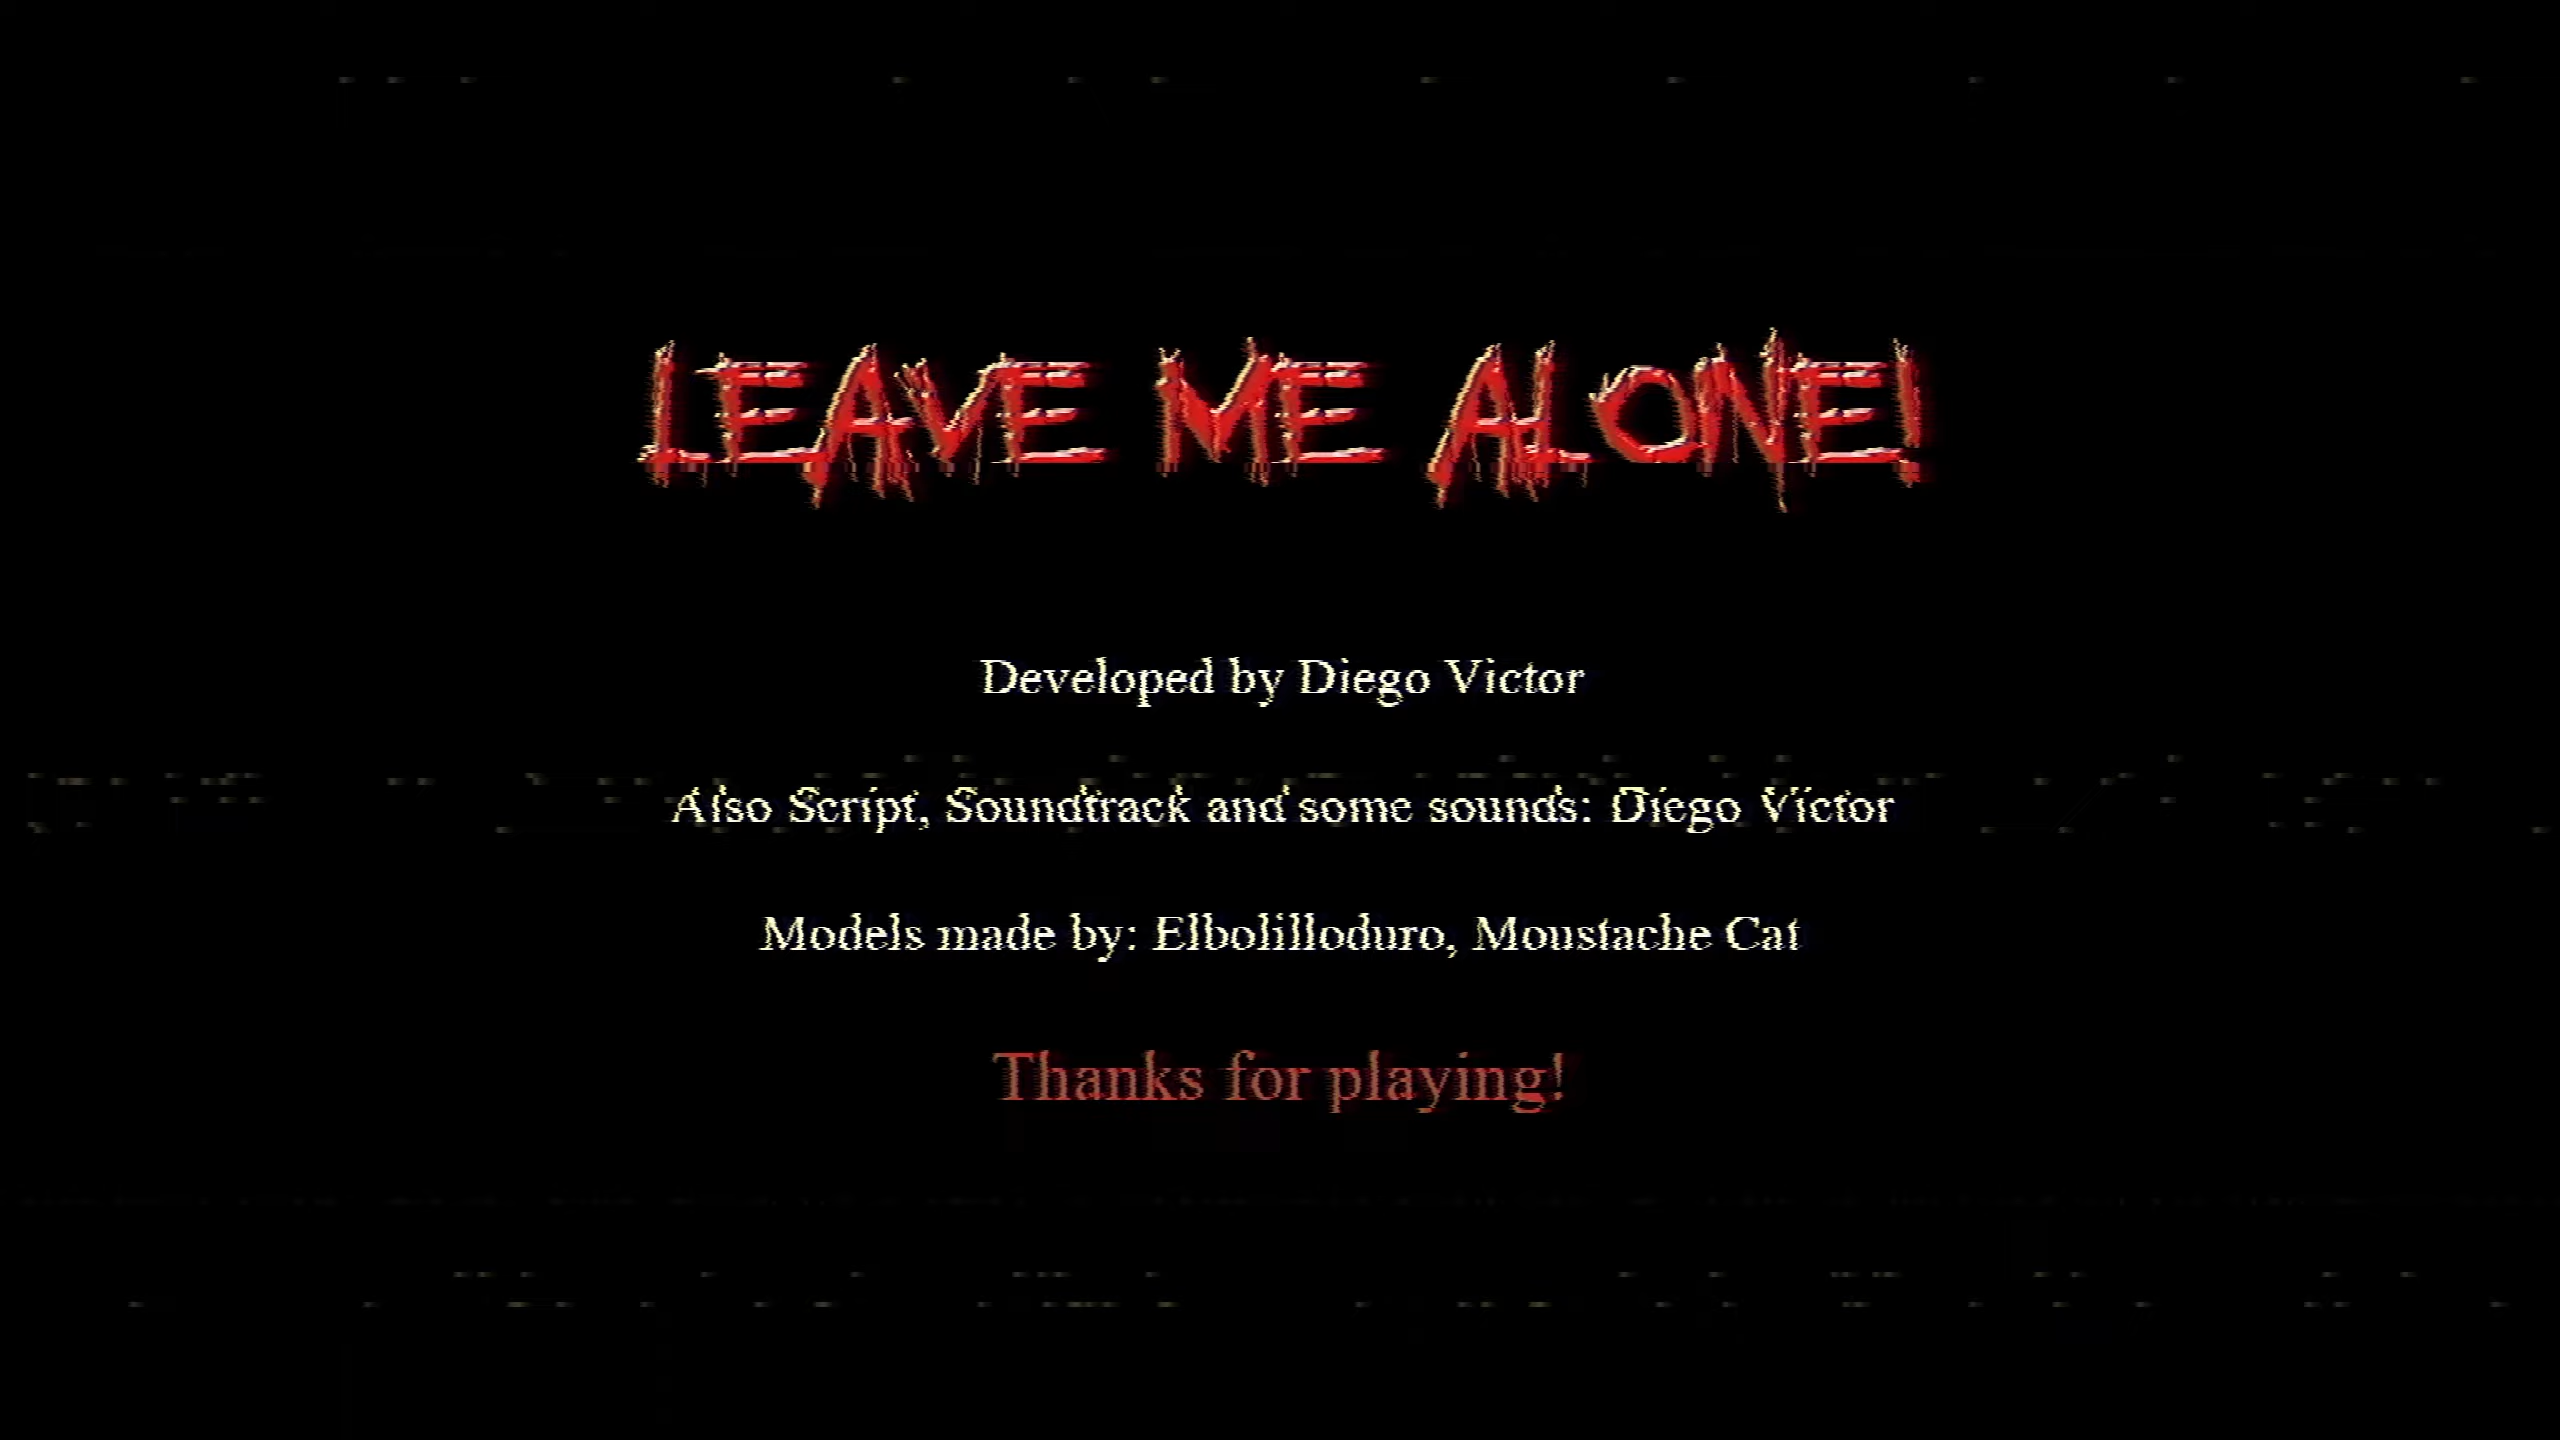 LEAVE ME ALONE!
Developed by Diego Victor
Also Script, Soundtrack and some sounds: Diego Victor
Models made by: Elbolilloduro, Moustache Cat
Thanks for playing!